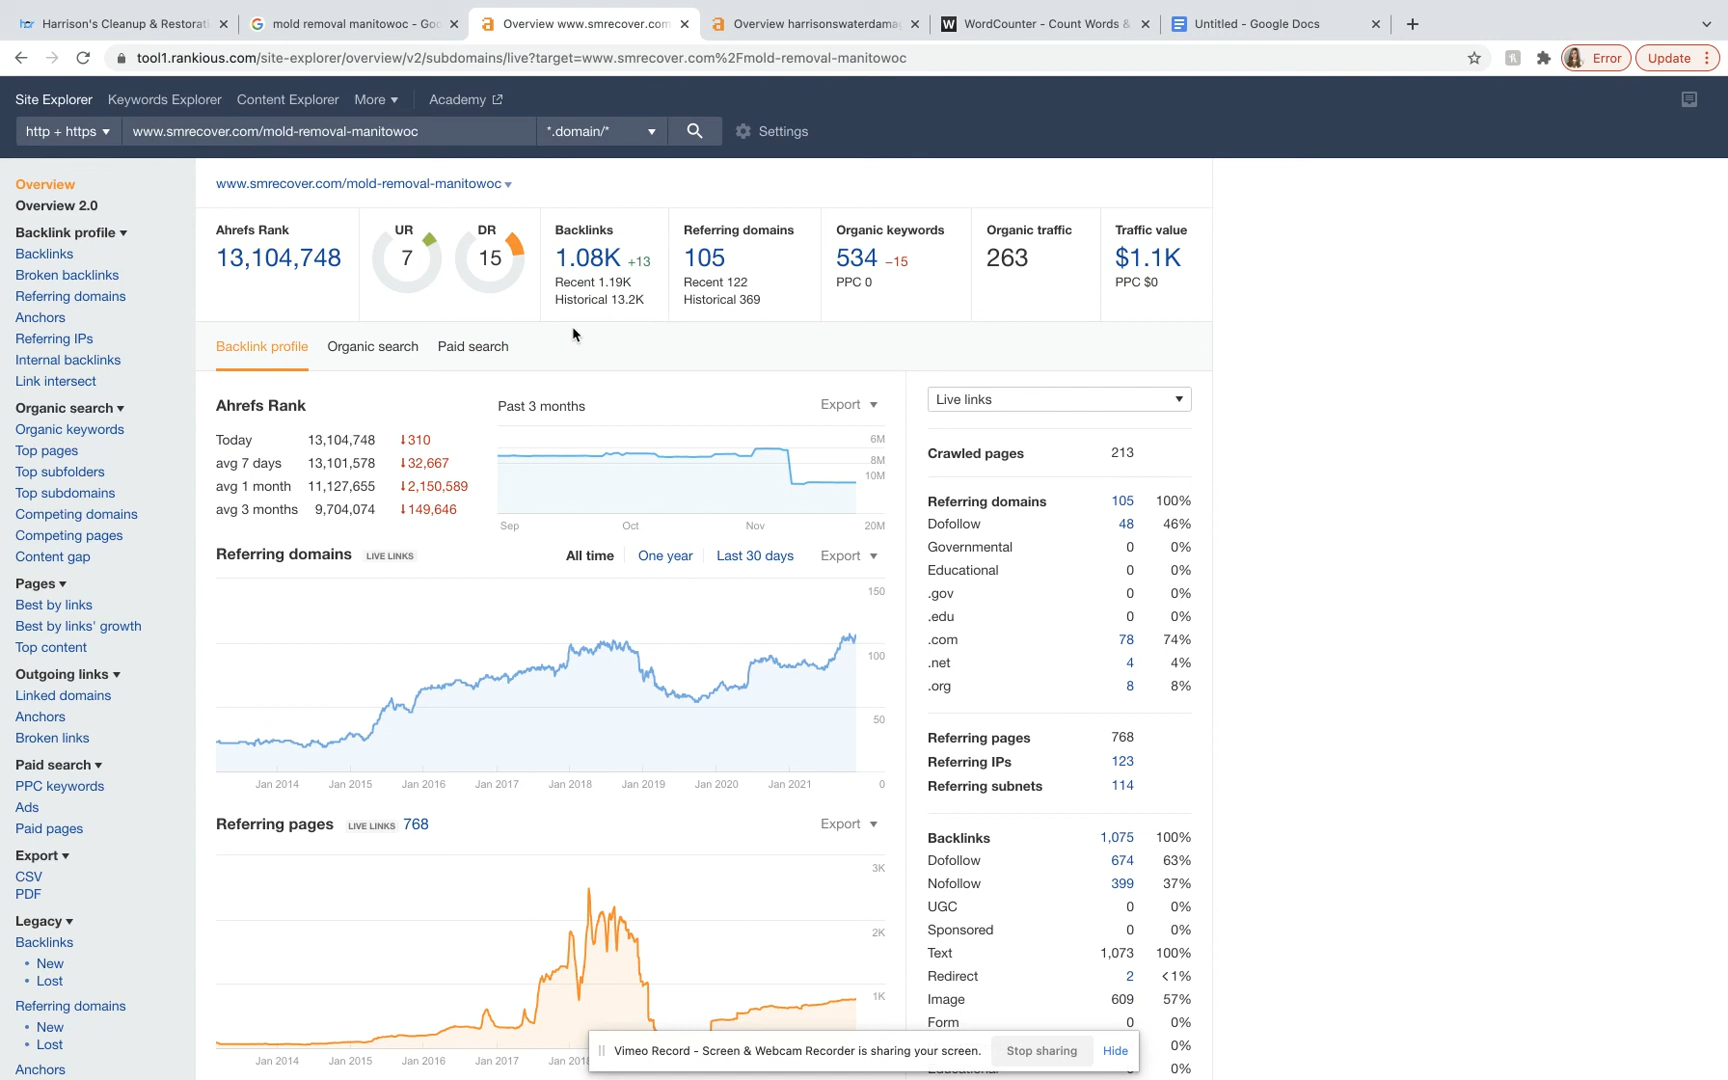 Harrison's Cleanup & Restorati
mold removal manitowoc - Goo
Overview www.smrecover.com
Overview harrisonswaterdama
WordCounter - Count Words &
Untitled - Google Docs
tool1.rankious.com/site-explorer/overview/v2/subdomains/live?target=www.smrecover.com%2Fmold-removal-manitowoc
Error
Update
Site Explorer
Keywords Explorer
Content Explorer
More
Academy
http + https
www.smrecover.com/mold-removal-manitowoc
*.domain/*
Settings
Overview
Overview 2.0
Backlink profile
Backlinks
Broken backlinks
Referring domains
Anchors
Referring IPs
Internal backlinks
Link intersect
Organic search
Organic keywords
Top pages
Top subfolders
Top subdomains
Competing domains
Competing pages
Content gap
Pages
Best by links
Best by links' growth
Top content
Outgoing links
Linked domains
Anchors
Broken links
Paid search
PPC keywords
Ads
Paid pages
Export
CSV
PDF
Legacy
Backlinks
• New
• Lost
Referring domains
• New
• Lost
Anchors
www.smrecover.com/mold-removal-manitowoc
Ahrefs Rank
13,104,748
UR
7
DR
15
Backlinks
1.08K +13
Recent 1.19K
Historical 13.2K
Referring domains
105
Recent 122
Historical 369
Organic keywords
534 −15
PPC 0
Organic traffic
263
Traffic value
$1.1K
PPC $0
Backlink profile
Organic search
Paid search
Ahrefs Rank
Past 3 months
Export
Today 13,104,748 ↓310
avg 7 days 13,101,578 ↓32,667
avg 1 month 11,127,655 ↓2,150,589
avg 3 months 9,704,074 ↓149,646
6M
8M
10M
20M
Sep Oct Nov
Referring domains LIVE LINKS
All time
One year
Last 30 days
Export
150
100
50
0
Jan 2014 Jan 2015 Jan 2016 Jan 2017 Jan 2018 Jan 2019 Jan 2020 Jan 2021
Referring pages LIVE LINKS 768
Export
3K
2K
1K
Jan 2014 Jan 2015 Jan 2016 Jan 2017 Jan 2018
Live links
Crawled pages 213
Referring domains 105 100%
Dofollow 48 46%
Governmental 0 0%
Educational 0 0%
.gov 0 0%
.edu 0 0%
.com 78 74%
.net 4 4%
.org 8 8%
Referring pages 768
Referring IPs 123
Referring subnets 114
Backlinks 1,075 100%
Dofollow 674 63%
Nofollow 399 37%
UGC 0 0%
Sponsored 0 0%
Text 1,073 100%
Redirect 2 <1%
Image 609 57%
Form 0 0%
0%
0%
Vimeo Record - Screen & Webcam Recorder is sharing your screen.
Stop sharing
Hide